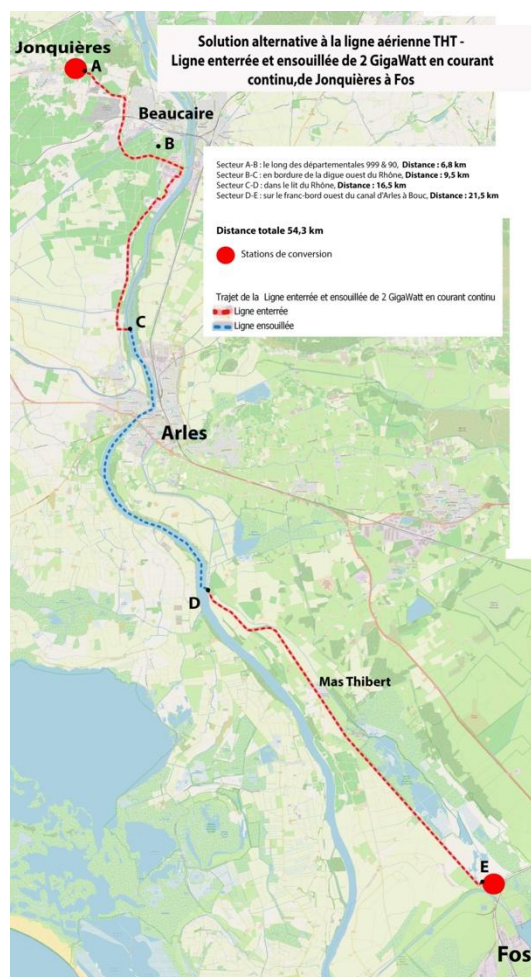 Solution alternative à la ligne aérienne THT -
Ligne enterrée et ensouillée de 2 GigaWatt en courant
continu,de Jonquières à Fos
Jonquières
A
Beaucaire
B
Secteur A-B : le long des départementales 999 & 90, Distance : 6,8 km
Secteur B-C : en bordure de la digue ouest du Rhône, Distance : 9,5 km
Secteur C-D : dans le lit du Rhône, Distance : 16,5 km
Secteur D-E : sur le franc-bord ouest du canal d'Arles à Bouc, Distance : 21,5 km
Distance totale 54,3 km
Stations de conversion
Trajet de la Ligne enterrée et ensouillée de 2 GigaWatt en courant continu
Ligne enterrée
Ligne ensouillée
C
Arles
D
Mas Thibert
E
Fos